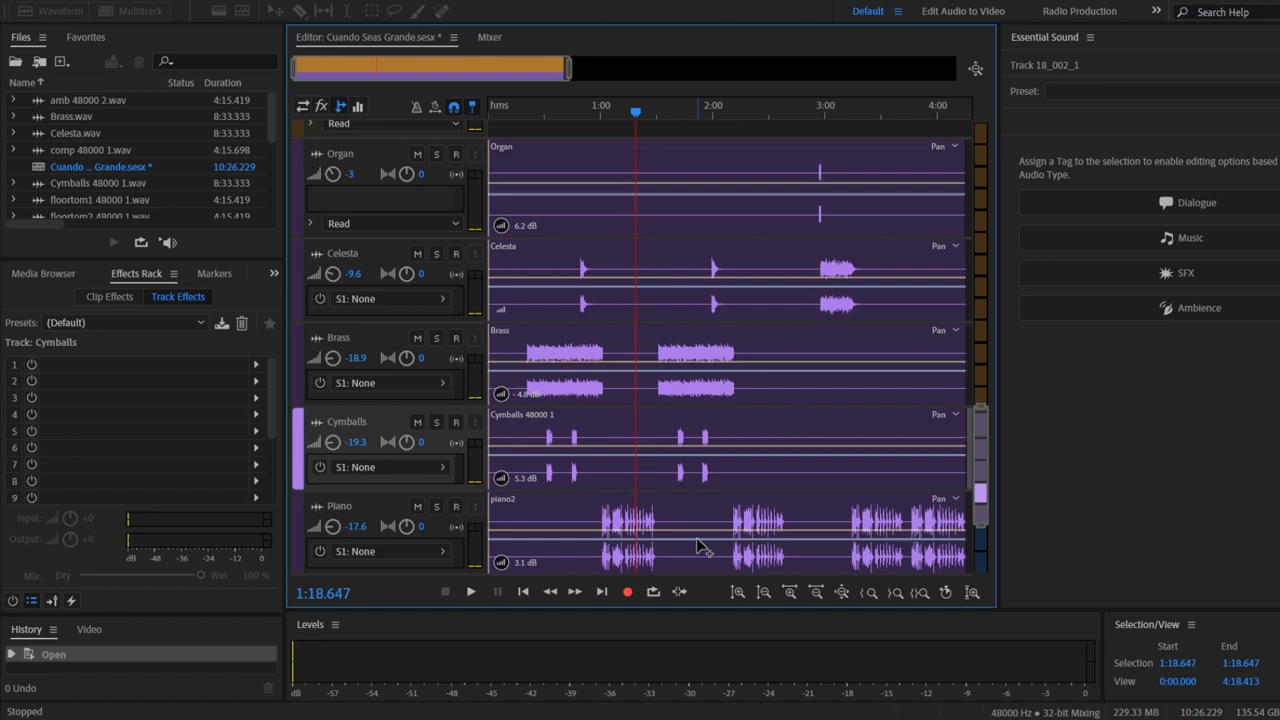 Waveform Multitrack Default Edit Audio to Video Radio Production Search Help
Files Favorites
Name Status Duration
amb 48000 2.wav 4:15.419
Brass.wav 8:33.333
Celesta.wav 8:33.333
comp 48000 1.wav 4:15.698
Cuando ... Grande.sesx * 10:26.229
Cymballs 48000 1.wav 8:33.333
floortom1 48000 1.wav 4:15.419
floortom2 48000 1.wav 4:15.419
Media Browser Effects Rack Markers
Clip Effects Track Effects
Presets: (Default)
Track: Cymballs
1
2
3
4
5
6
7
8
9
Input: +0
Output: +0
dB -48 -36 -24 -12 0
Mix: Dry Wet 100 %
History Video
Open
0 Undo
Stopped
Editor: Cuando Seas Grande.sesx * Mixer
fx hms 1:00 2:00 3:00 4:00
Read
Organ M S R I
-3 0
Read
Organ Pan
6.2 dB
Celesta M S R I
-9.6 0
S1: None
Celesta Pan
Brass M S R I
-18.9 0
S1: None
Brass Pan
- 4.8 dB
Cymballs M S R I
-19.3 0
S1: None
Cymballs 48000 1 Pan
5.3 dB
Piano M S R I
-17.6 0
S1: None
piano2 Pan
3.1 dB
1:18.647
Levels
dB -57 -54 -51 -48 -45 -42 -39 -36 -33 -30 -27 -24 -21 -18 -15 -12 -9 -6 -3 0
Essential Sound
Track 18_002_1
Preset:
Assign a Tag to the selection to enable editing options based
Audio Type.
Dialogue
Music
SFX
Ambience
Selection/View
Start End
Selection 1:18.647 1:18.647
View 0:00.000 4:18.413
48000 Hz ● 32-bit Mixing 229.33 MB 10:26.229 135.54 GB